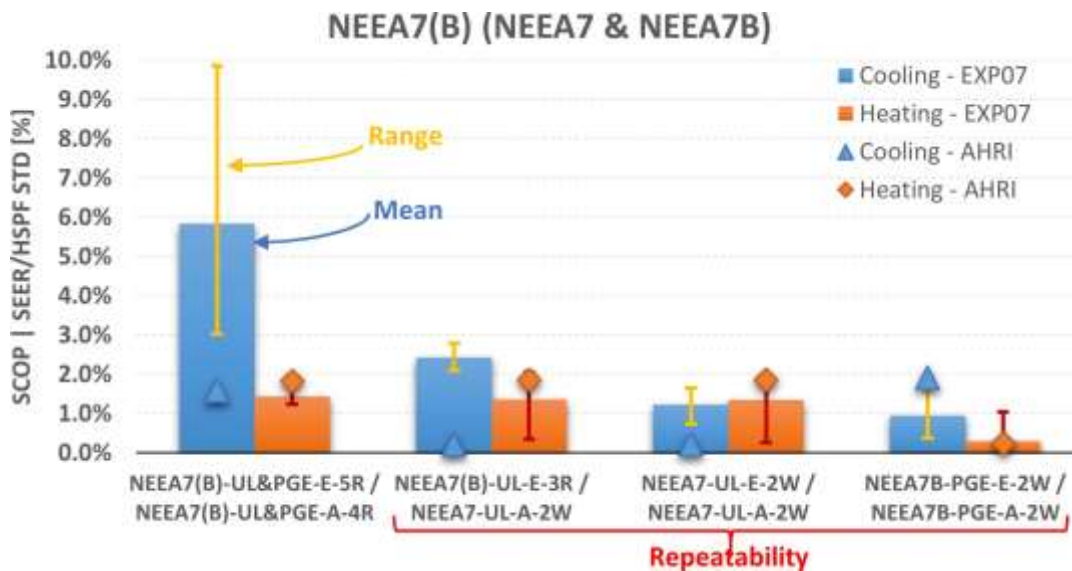 NEEA7(B) (NEEA7 & NEEA7B)
SCOP | SEER/HSPF STD [%]
10.0%
9.0%
8.0%
7.0%
6.0%
5.0%
4.0%
3.0%
2.0%
1.0%
0.0%
Range
Mean
Cooling - EXP07
Heating - EXP07
Cooling - AHRI
Heating - AHRI
NEEA7(B)-UL&PGE-E-5R /
NEEA7(B)-UL&PGE-A-4R
NEEA7(B)-UL-E-3R /
NEEA7-UL-A-2W
NEEA7-UL-E-2W /
NEEA7-UL-A-2W
NEEA7B-PGE-E-2W /
NEEA7B-PGE-A-2W
Repeatability